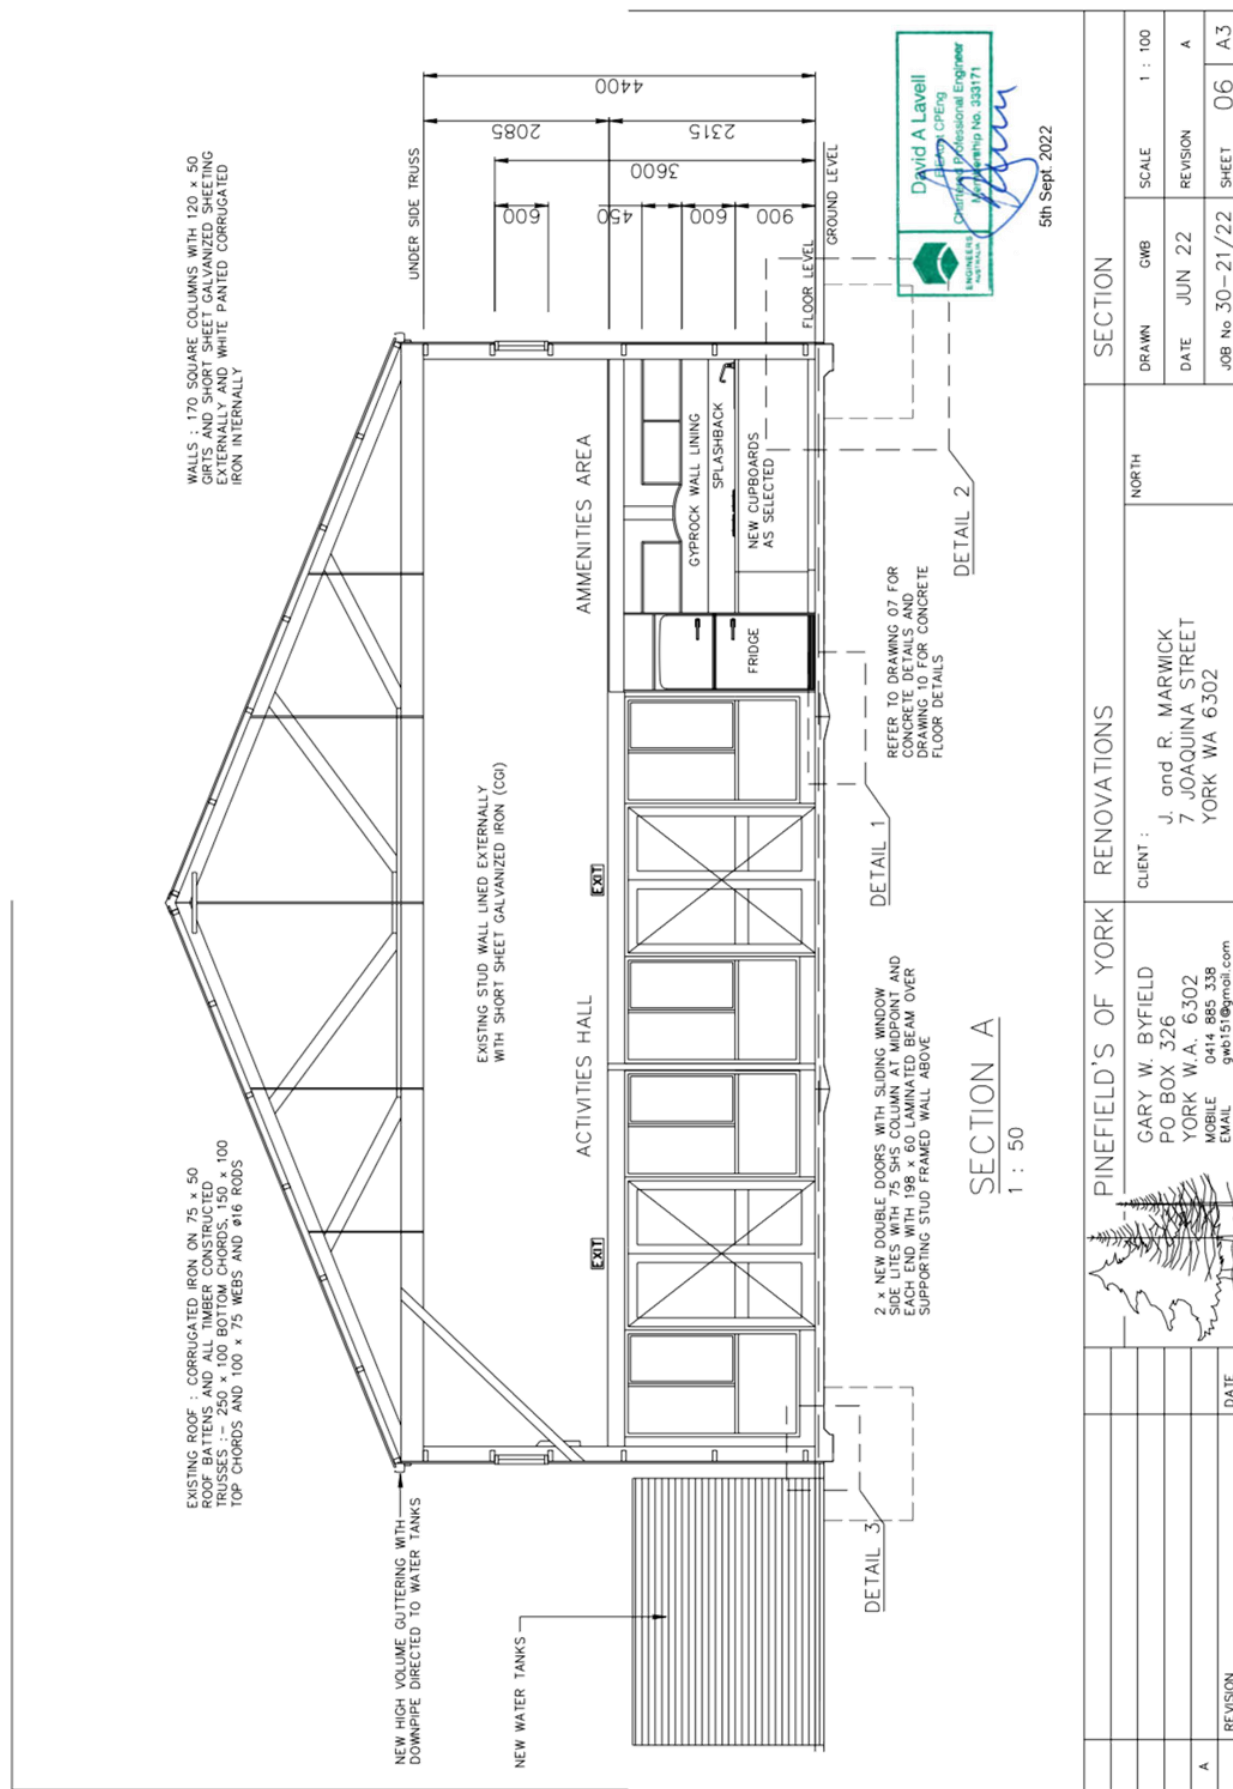 WALLS : 170 SQUARE COLUMNS WITH 120 x 50
GIRTS AND SHORT SHEET GALVANIZED SHEETING
EXTERNALLY AND WHITE PANTED CORRUGATED
IRON INTERNALLY
EXISTING ROOF : CORRUGATED IRON ON 75 x 50
ROOF BATTENS AND ALL TIMBER CONSTRUCTED
TRUSSES :- 250 x 100 BOTTOM CHORDS, 150 x 100
TOP CHORDS AND 100 x 75 WEBS AND ø16 RODS
NEW HIGH VOLUME GUTTERING WITH
DOWNPIPE DIRECTED TO WATER TANKS
NEW WATER TANKS
EXISTING STUD WALL LINED EXTERNALLY
WITH SHORT SHEET GALVANIZED IRON (CGI)
ACTIVITIES HALL
AMMENITIES AREA
EXIT
EXIT
FRIDGE
GYPROCK WALL LINING
SPLASHBACK
NEW CUPBOARDS
AS SELECTED
UNDER SIDE TRUSS
FLOOR LEVEL
GROUND LEVEL
4400
2085
2315
3600
600
450
600
900
DETAIL 3
DETAIL 1
DETAIL 2
2 x NEW DOUBLE DOORS WITH SLIDING WINDOW
SIDE LITES WITH 75 SHS COLUMN AT MIDPOINT AND
EACH END WITH 198 x 60 LAMINATED BEAM OVER
SUPPORTING STUD FRAMED WALL ABOVE
REFER TO DRAWING 07 FOR
CONCRETE DETAILS AND
DRAWING 10 FOR CONCRETE
FLOOR DETAILS
SECTION A
1 : 50
ENGINEERS
AUSTRALIA
David A Lavell
CPEng
Chartered Professional Engineer
Membership No. 333171
5th Sept. 2022
A
REVISION
DATE
PINEFIELD'S OF YORK
GARY W. BYFIELD
PO BOX 326
YORK W.A. 6302
MOBILE 0414 885 338
EMAIL gwb151@gmail.com
RENOVATIONS
CLIENT :
J. and R. MARWICK
7 JOAQUINA STREET
YORK WA 6302
NORTH
SECTION
DRAWN GWB
SCALE 1 : 100
DATE JUN 22
REVISION A
JOB No 30-21/22
SHEET 06
A3